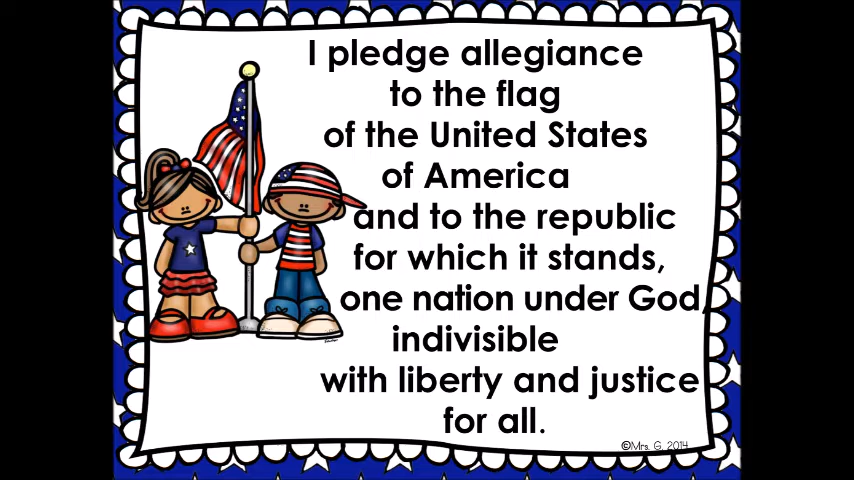 I pledge allegiance
to the flag
of the United States
of America
and to the republic
for which it stands,
one nation under God,
indivisible
with liberty and justice
for all.
©Mrs. G. 2014